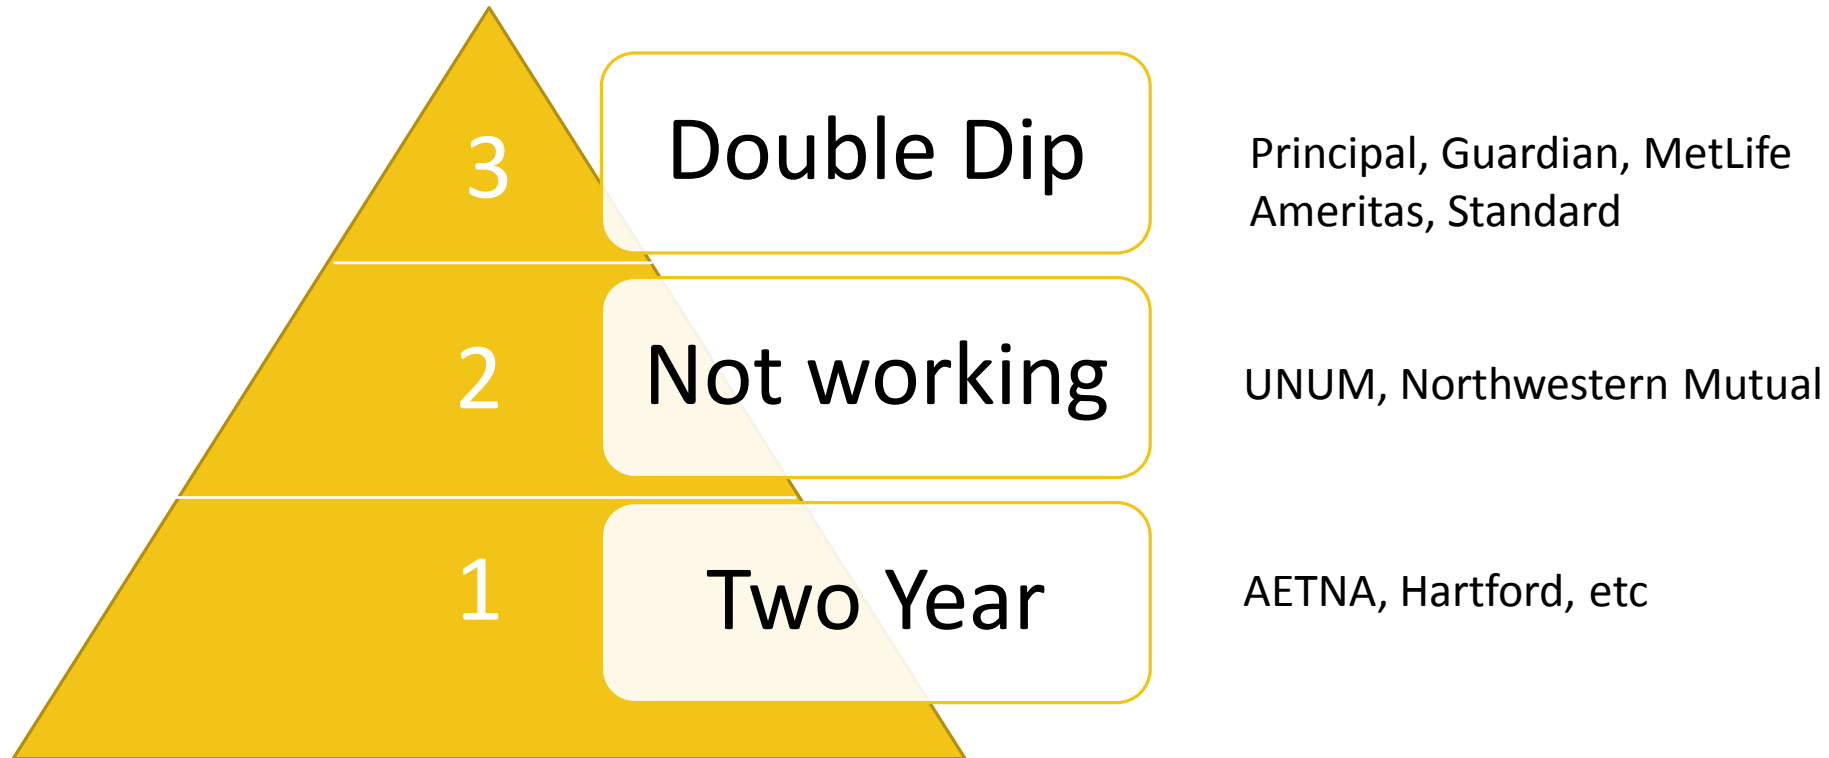 3
Double Dip
Principal, Guardian, MetLife
Ameritas, Standard
2
Not working
UNUM, Northwestern Mutual
1
Two Year
AETNA, Hartford, etc